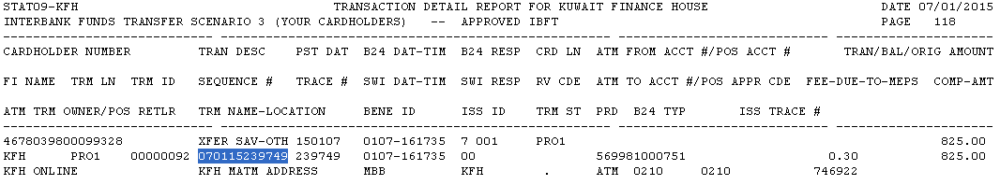 STAT09-KFH TRANSACTION DETAIL REPORT FOR KUWAIT FINANCE HOUSE DATE 07/01/2015
INTERBANK FUNDS TRANSFER SCENARIO 3 (YOUR CARDHOLDERS) -- APPROVED IBFT PAGE 118
CARDHOLDER NUMBER TRAN DESC PST DAT B24 DAT-TIM B24 RESP CRD LN ATM FROM ACCT #/POS ACCT # TRAN/BAL/ORIG AMOUNT
FI NAME TRM LN TRM ID SEQUENCE # TRACE # SWI DAT-TIM SWI RESP RV CDE ATM TO ACCT #/POS APPR CDE FEE-DUE-TO-MEPS COMP-AMT
ATM TRM OWNER/POS RETLR TRM NAME-LOCATION BENE ID ISS ID TRM ST PRD B24 TYP ISS TRACE #
4678039800099328 XFER SAV-OTH 150107 0107-161735 7 001 PRO1 825.00
KFH PRO1 00000092 070115239749 239749 0107-161735 00 569981000751 0.30 825.00
KFH ONLINE KFH MATM ADDRESS MBB KFH . ATM 0210 0210 746922